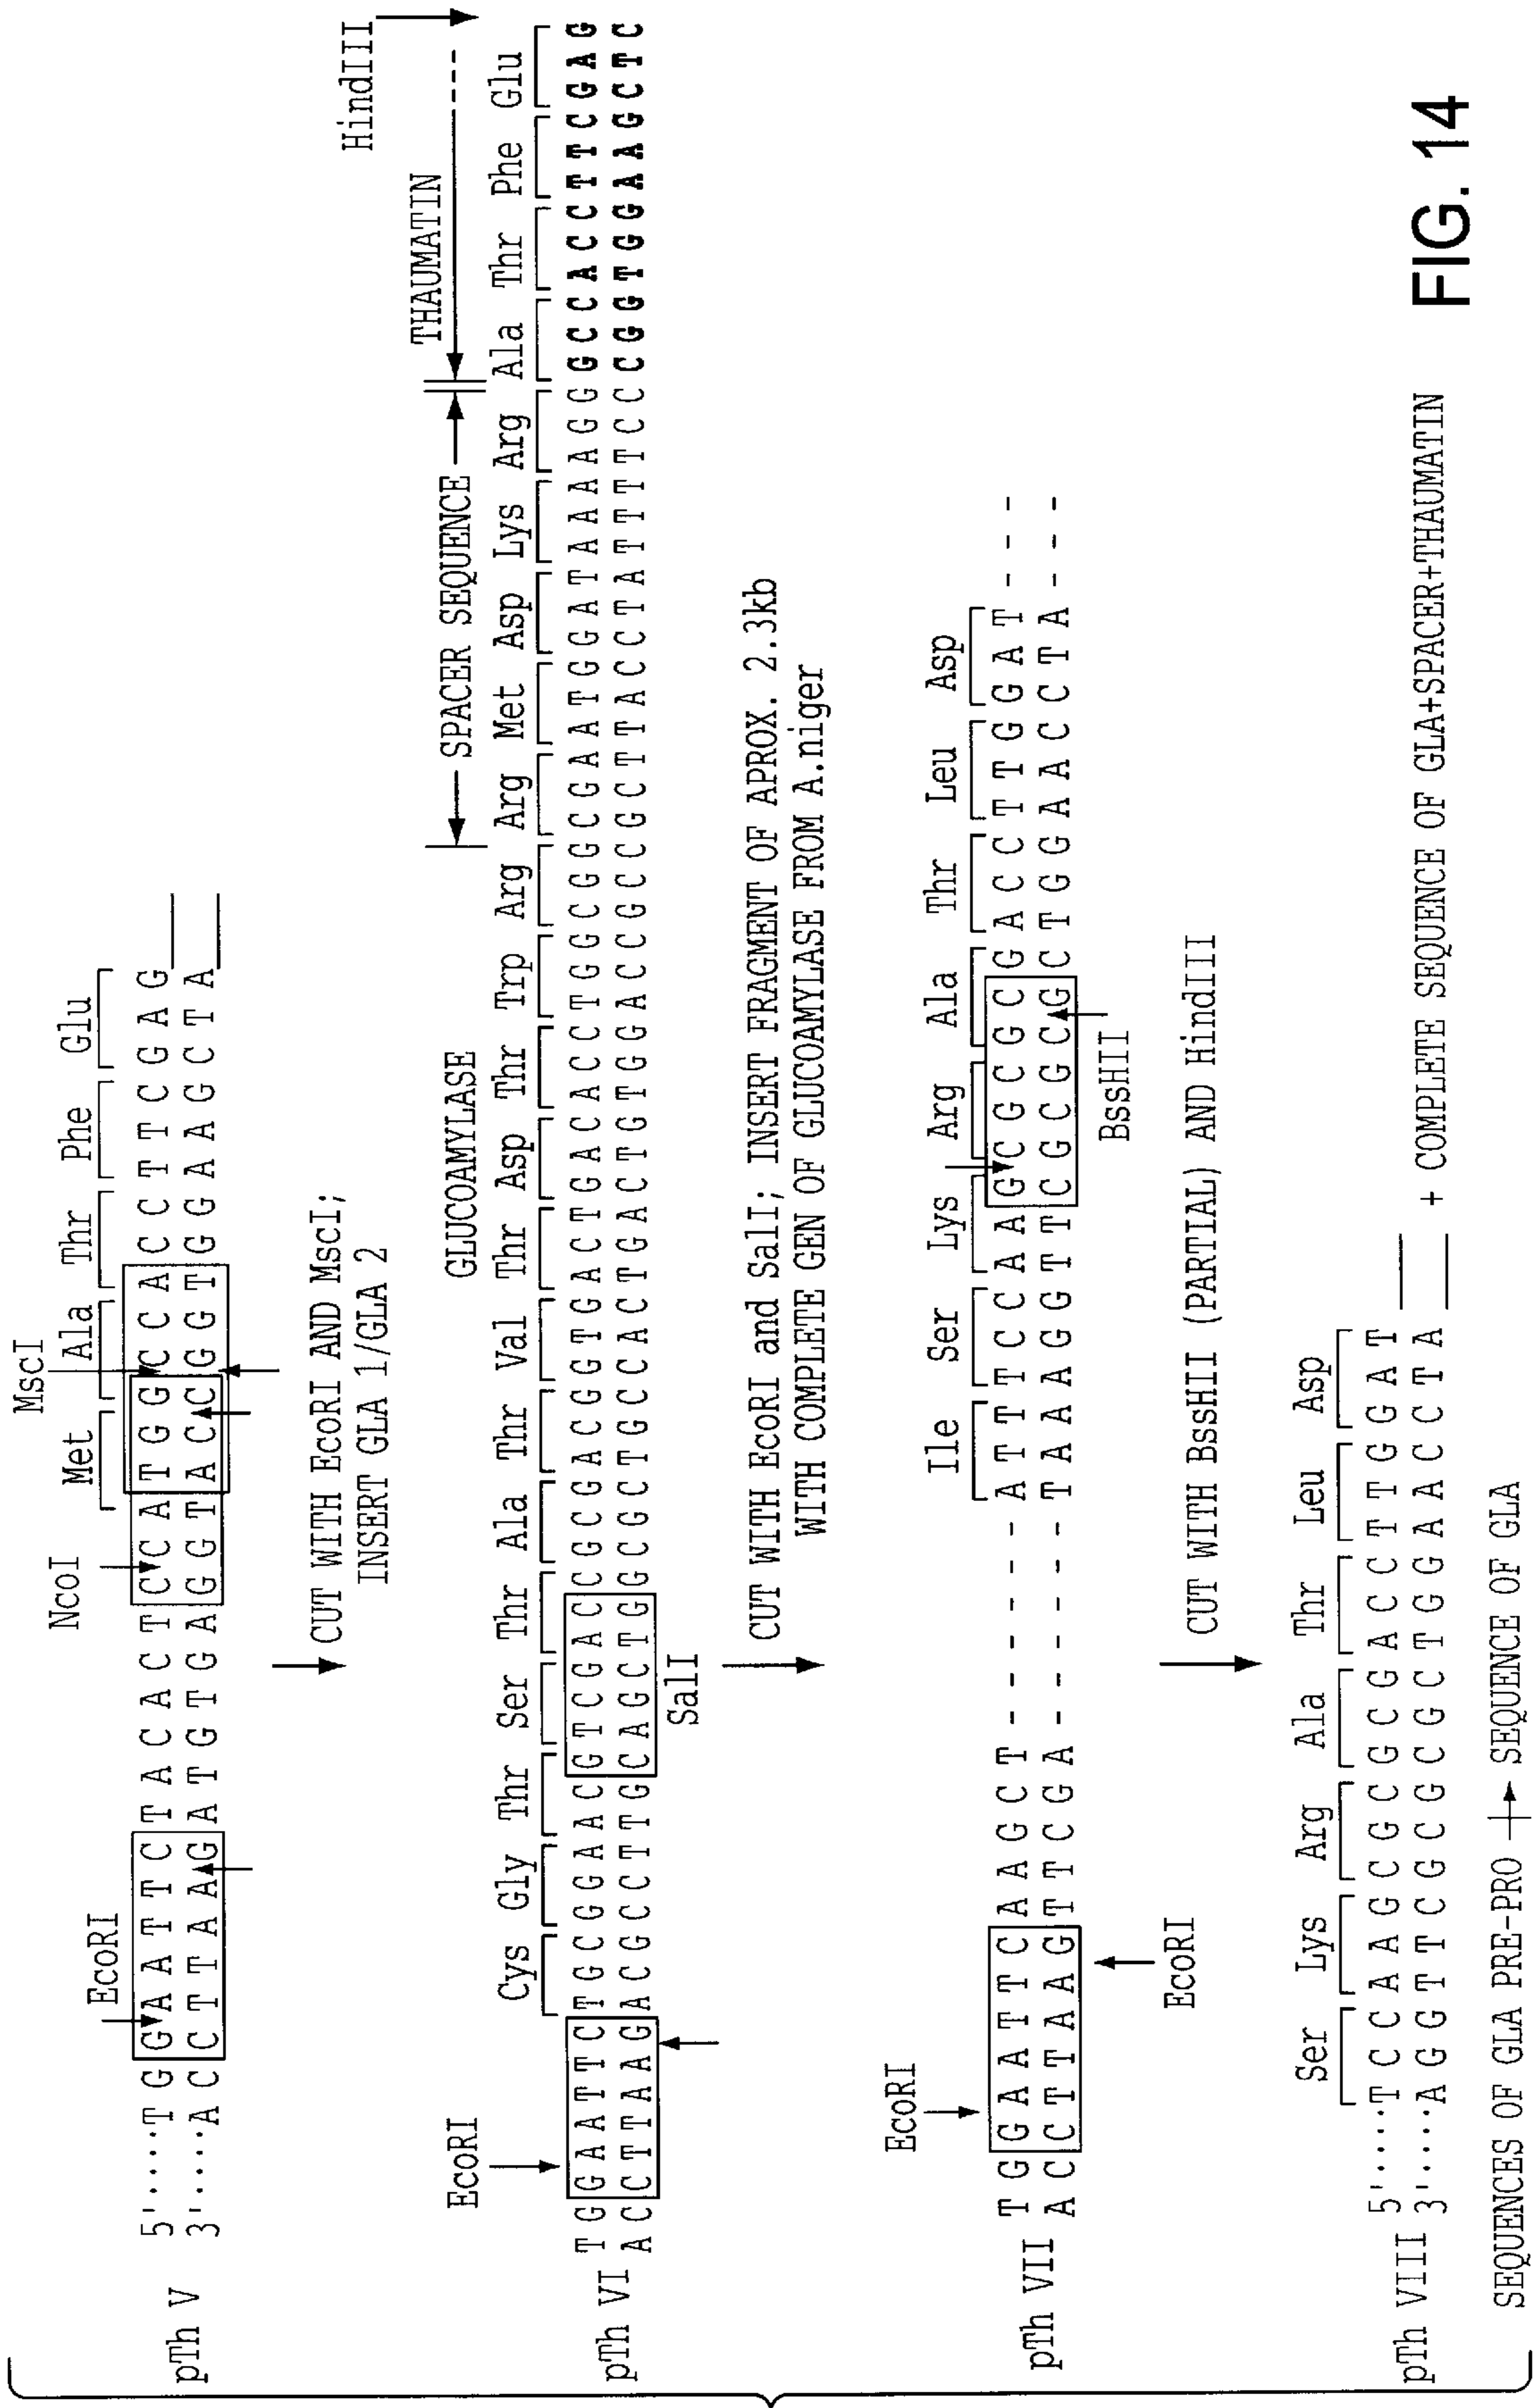 HindIII
MscI
EcoRI NcoI Met Ala Thr Phe Glu
pTh V 5'.....T G G A A T T C T A C A C T C C A T G G C C A C C T T C G A G
3'.....A C C T T A A G A T G T G A G G T A C C G G T G G A A G C T A
CUT WITH EcoRI AND MscI;
INSERT GLA 1/GLA 2
THAUMATIN
GLUCOAMYLASE SPACER SEQUENCE
EcoRI Cys Gly Thr Ser Thr Ala Thr Val Thr Asp Thr Trp Arg Arg Met Asp Lys Arg Ala Thr Phe Glu
pTh VI T G G A A T T C T G C G G A A C G T C G A C C G C G A C G G T G A C T G A C A C C T G G C G G C G A A T G G A T A A A A G G G C C A C C T T C G A G
A C C T T A A G A C G C C T T G C A G C T G G C G C T G C C A C T G A C T G T G G A C C G C C G C T T A C C T A T T T T C C C G G T G G A A G C T C
SalI
CUT WITH EcoRI and SalI; INSERT FRAGMENT OF APROX. 2.3kb
WITH COMPLETE GEN OF GLUCOAMYLASE FROM A.niger
EcoRI Ile Ser Lys Arg Ala Thr Leu Asp
pTh VII T G G A A T T C A A G C T - - - - - - A T T T C C A A G C G C G C G A C C T T G G A T - - -
A C C T T A A G T T C G A - - - - - - T A A A G G T T C G C G C G C T G G A A C C T A - - -
EcoRI BssHII
CUT WITH BssHII (PARTIAL) AND HindIII
Ser Lys Arg Ala Thr Leu Asp
pTh VIII 5'.....T C C A A G C G C G C G A C C T T G G A T
3'.....A G G T T C G C G C G C T G G A A C C T A
+ COMPLETE SEQUENCE OF GLA+SPACER+THAUMATIN
SEQUENCES OF GLA PRE-PRO SEQUENCE OF GLA
FIG. 14